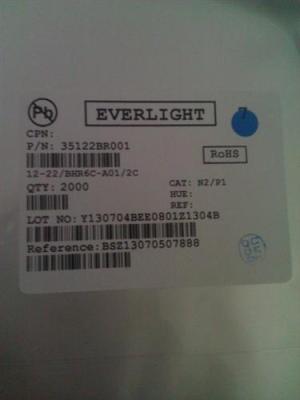 Pb
EVERLIGHT
7
CPN:
P/N: 35122BR001
RoHS
12-22/BHR6C-A01/2C
QTY: 2000
CAT: N2/P1
HUE:
REF:
LOT NO: Y130704BEE0801Z1304B
Reference: BSZ13070507888